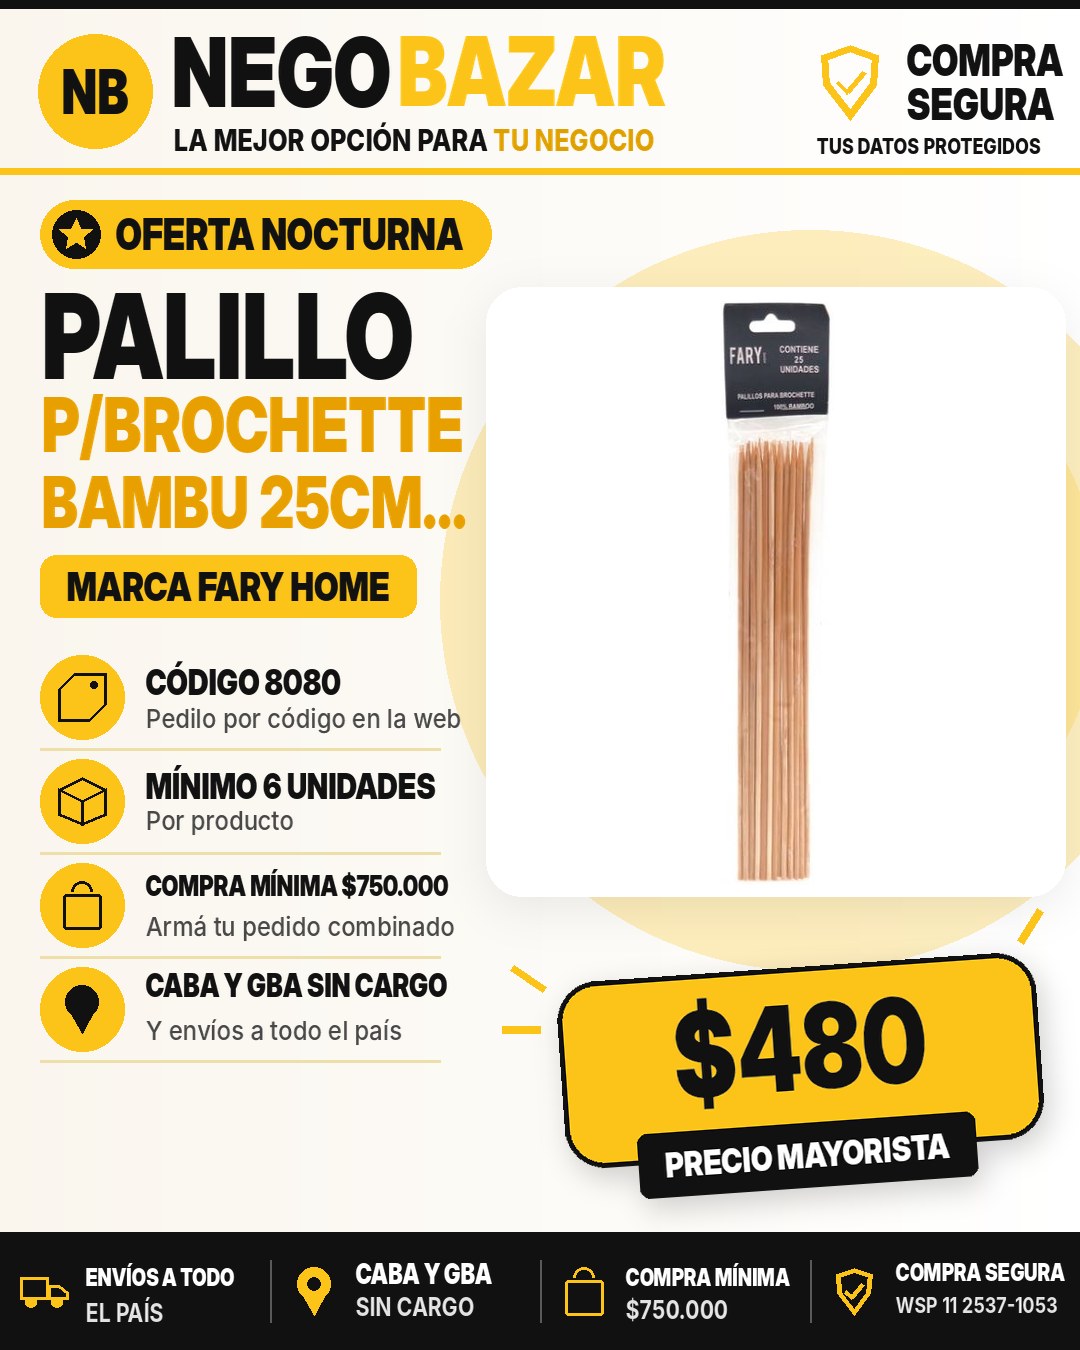 NB
NEGO BAZAR
LA MEJOR OPCIÓN PARA TU NEGOCIO
COMPRA
SEGURA
TUS DATOS PROTEGIDOS
OFERTA NOCTURNA
PALILLO
P/BROCHETTE
BAMBU 25CM...
MARCA FARY HOME
CÓDIGO 8080
Pedilo por código en la web
MÍNIMO 6 UNIDADES
Por producto
COMPRA MÍNIMA $750.000
Armá tu pedido combinado
CABA Y GBA SIN CARGO
Y envíos a todo el país
FARY
CONTIENE
25
UNIDADES
PALILLOS PARA BROCHETTE
100% BAMBOO
$480
PRECIO MAYORISTA
ENVÍOS A TODO
EL PAÍS
CABA Y GBA
SIN CARGO
COMPRA MÍNIMA
$750.000
COMPRA SEGURA
WSP 11 2537-1053